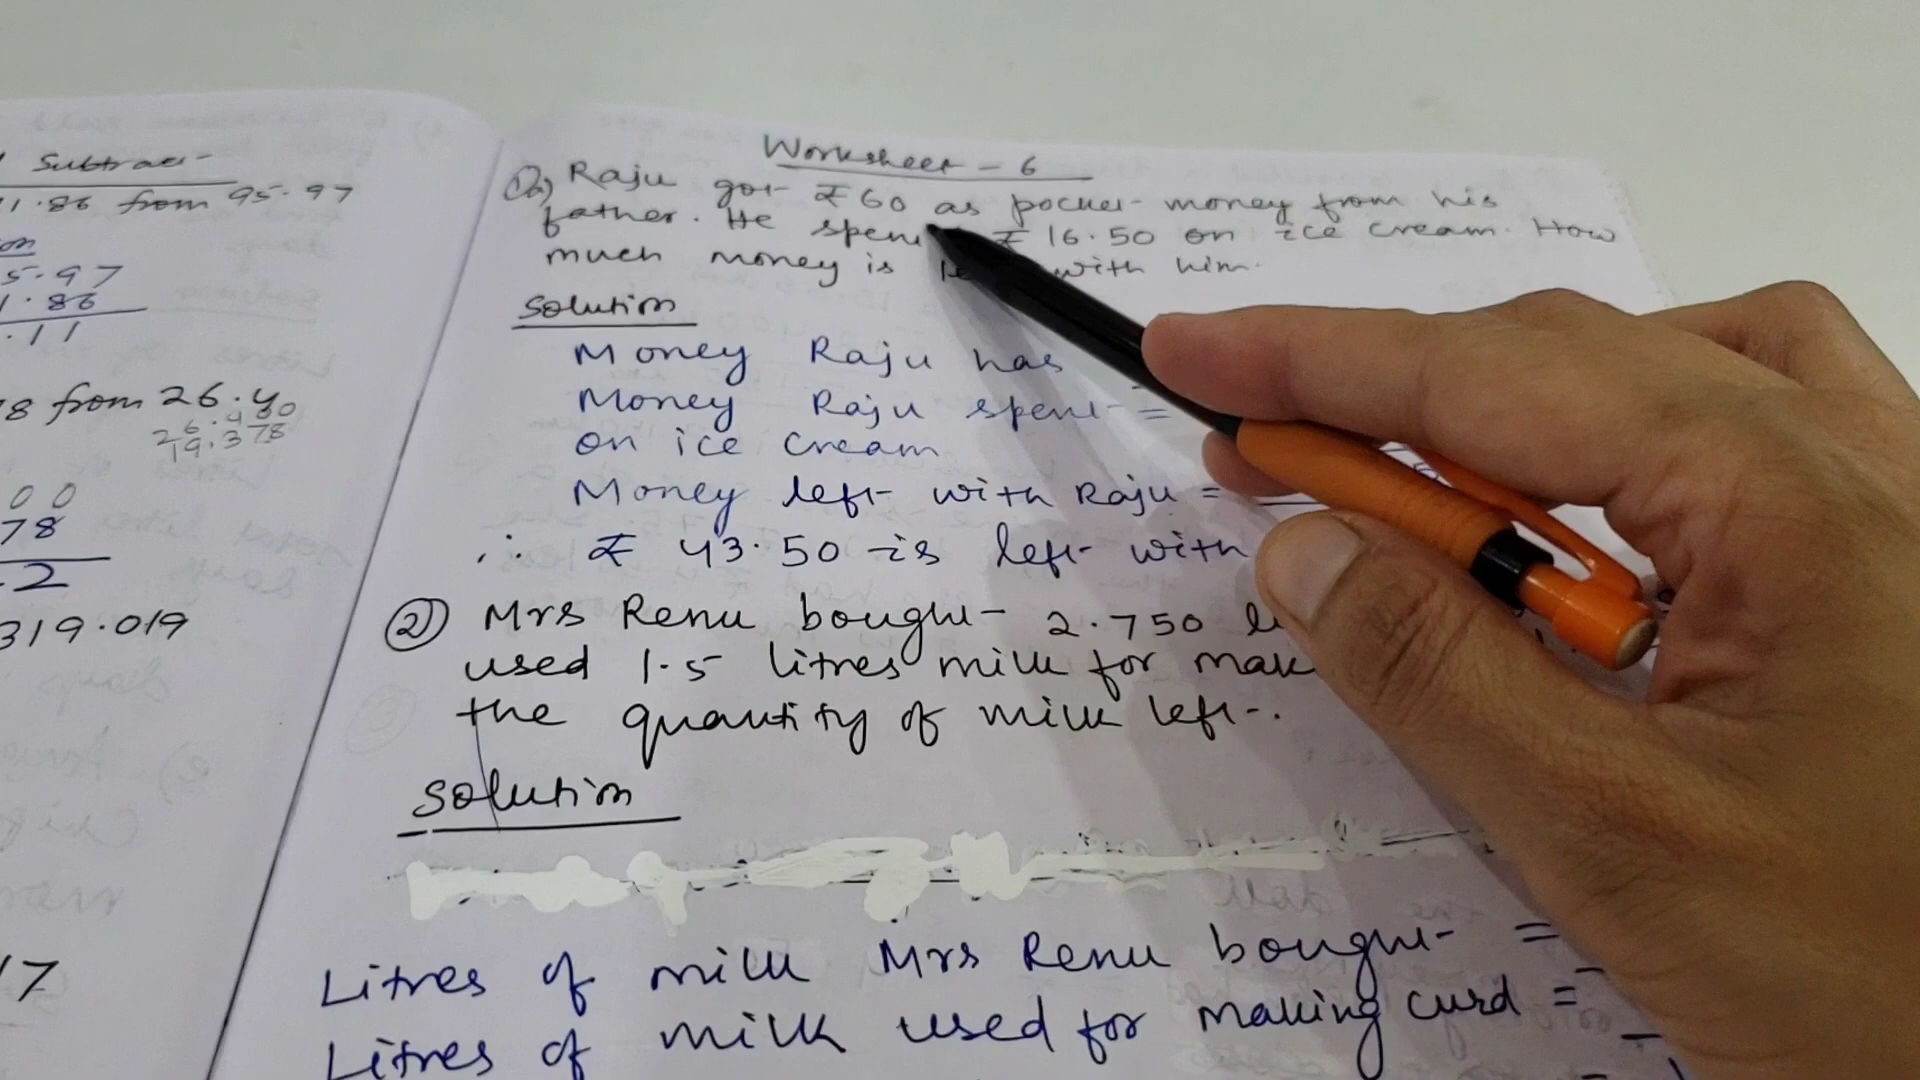 Subtract
1.86 from 95.97
5.97
1.86
.11
8 from 26.4
26.400
19.378
00
78
2
319.019
17
Worksheet - 6
Raju got ₹60 as pocket money from his
father. He spent ₹ 16.50 on ice cream. How
much money is with him.
Solution
Money Raju has
Money Raju spent =
on ice cream
Money left with Raju =
∴ ₹ 43.50 is left with
(2) Mrs Renu bought 2.750
used 1.5 litres milk for
the quantity of milk left.
Solution
Litres of milk Mrs Renu bought =
Litres of milk used for making curd =